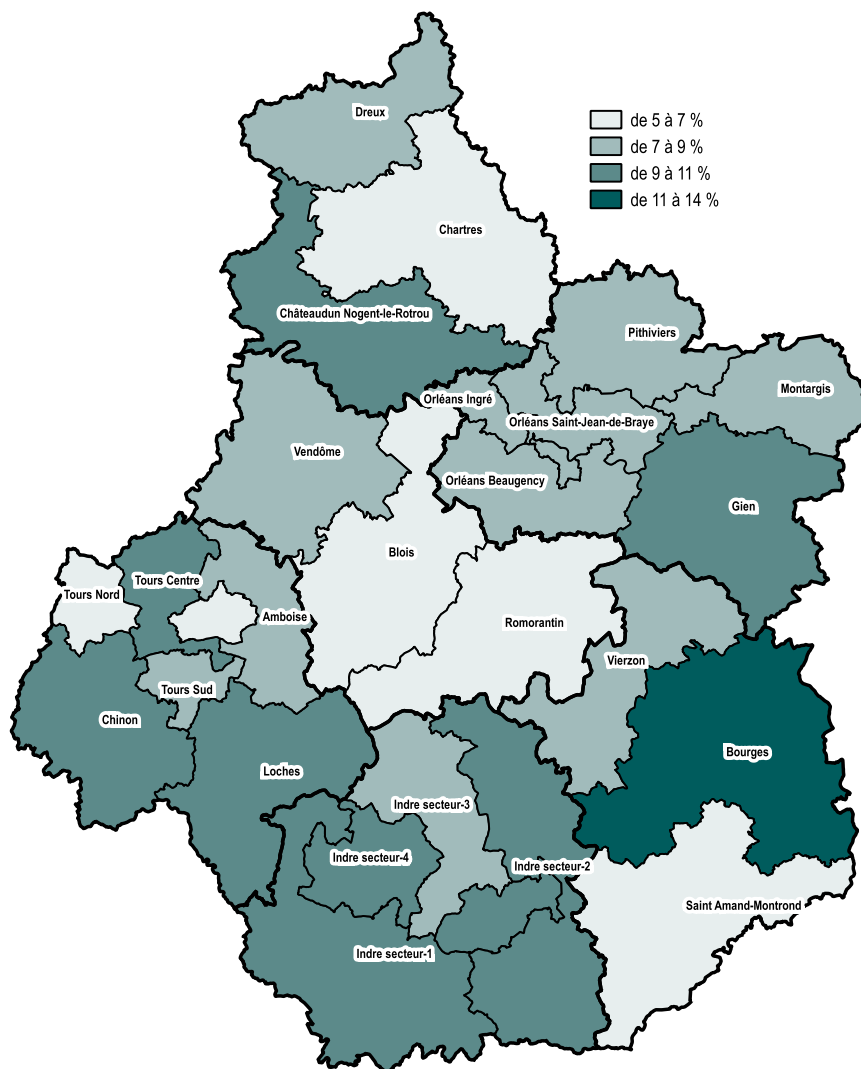 Dreux
de 5 à 7 %
de 7 à 9 %
de 9 à 11 %
de 11 à 14 %
Chartres
Châteaudun Nogent-le-Rotrou
Pithiviers
Montargis
Orléans Ingré
Orléans Saint-Jean-de-Braye
Vendôme
Orléans Beaugency
Gien
Blois
Tours Centre
Tours Nord
Amboise
Romorantin
Vierzon
Tours Sud
Chinon
Bourges
Loches
Indre secteur-3
Indre secteur-4
Indre secteur-2
Saint Amand-Montrond
Indre secteur-1